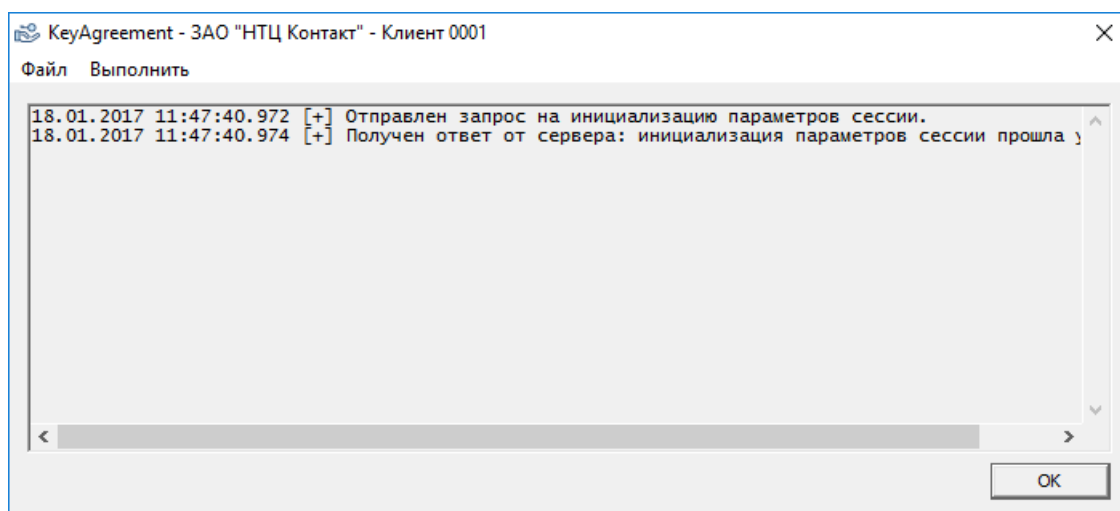 KeyAgreement - ЗАО "НТЦ Контакт" - Клиент 0001
Файл Выполнить
18.01.2017 11:47:40.972 [+] Отправлен запрос на инициализацию параметров сессии.
18.01.2017 11:47:40.974 [+] Получен ответ от сервера: инициализация параметров сессии прошла
OK